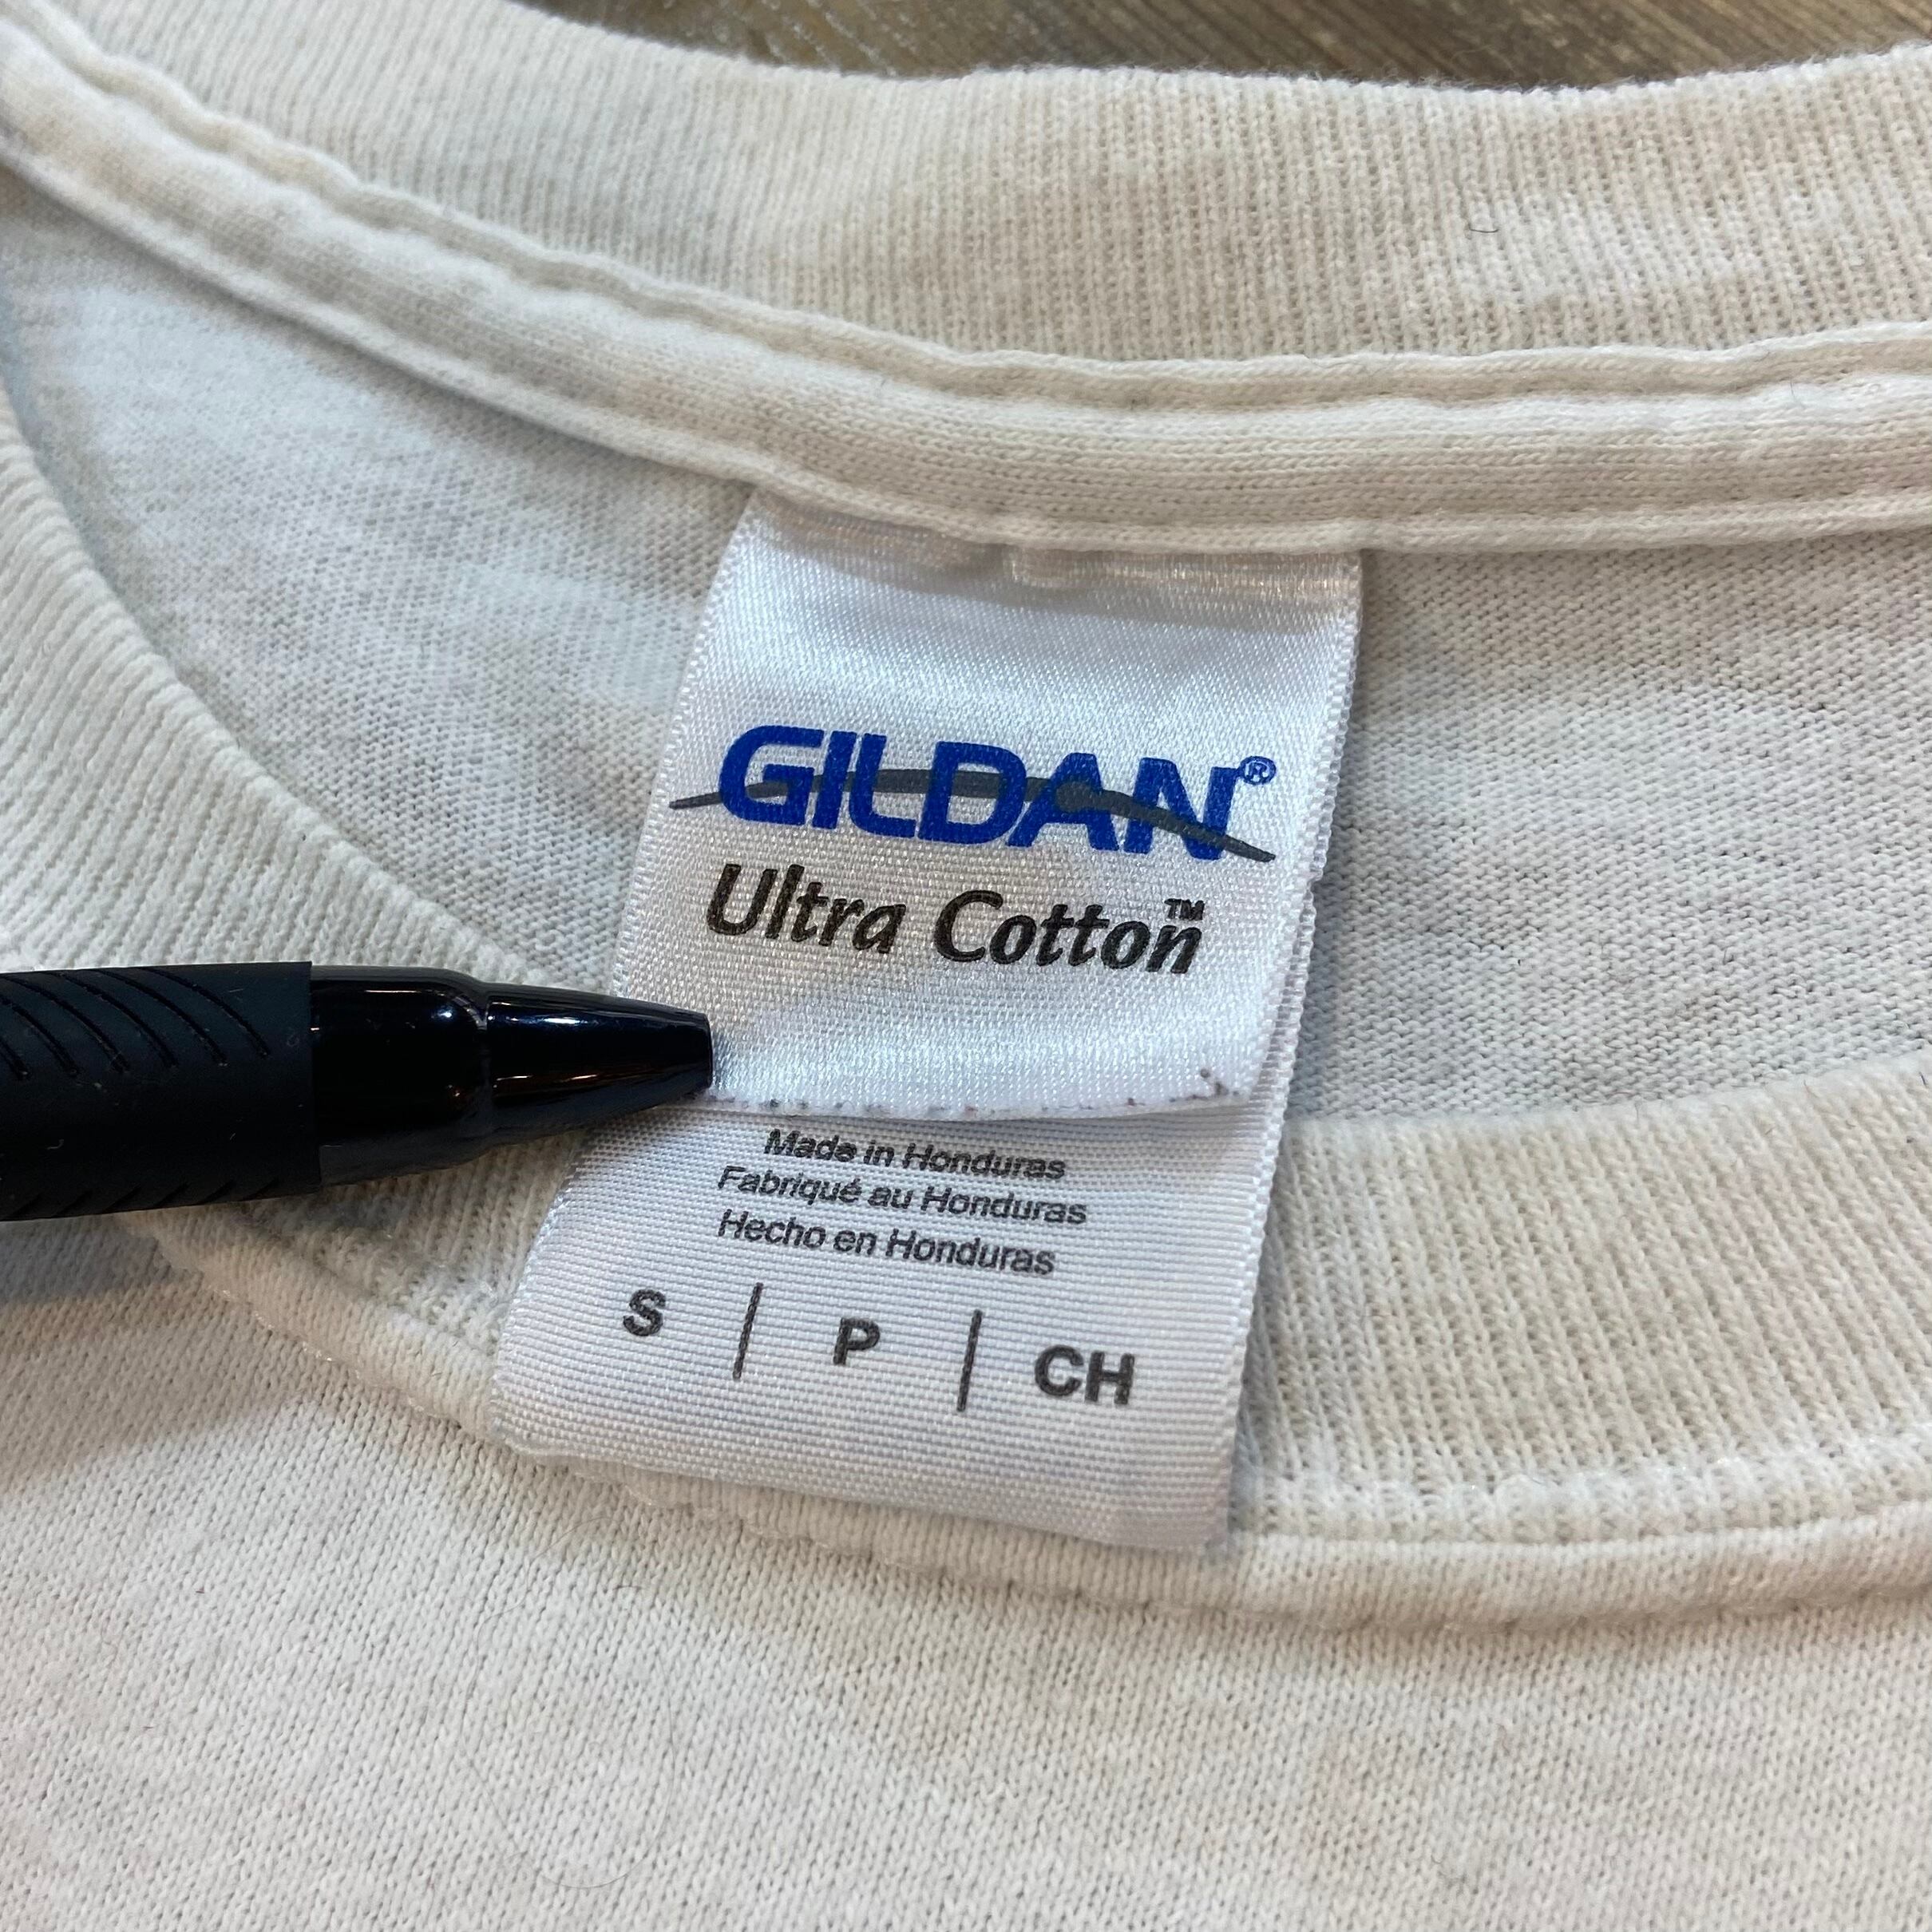 GILDAN®
Ultra Cotton™
Made in Honduras
Fabriqué au Honduras
Hecho en Honduras
S | P | CH